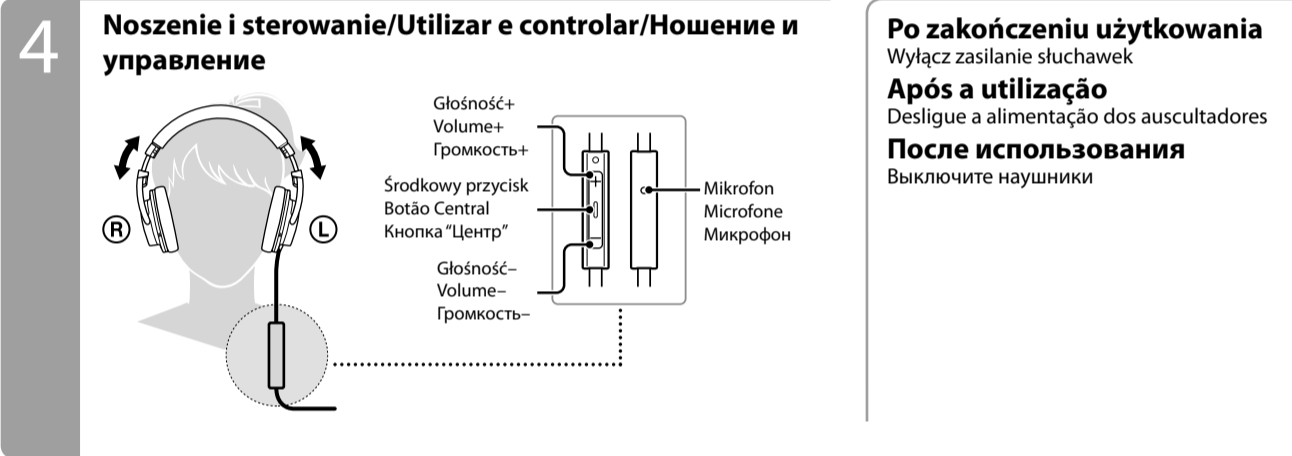 4
Noszenie i sterowanie/Utilizar e controlar/Ношение и
управление
Głośność+
Volume+
Громкость+
Środkowy przycisk
Botão Central
Кнопка “Центр”
Głośność–
Volume–
Громкость–
Mikrofon
Microfone
Микрофон
R
L
Po zakończeniu użytkowania
Wyłącz zasilanie słuchawek
Após a utilização
Desligue a alimentação dos auscultadores
После использования
Выключите наушники